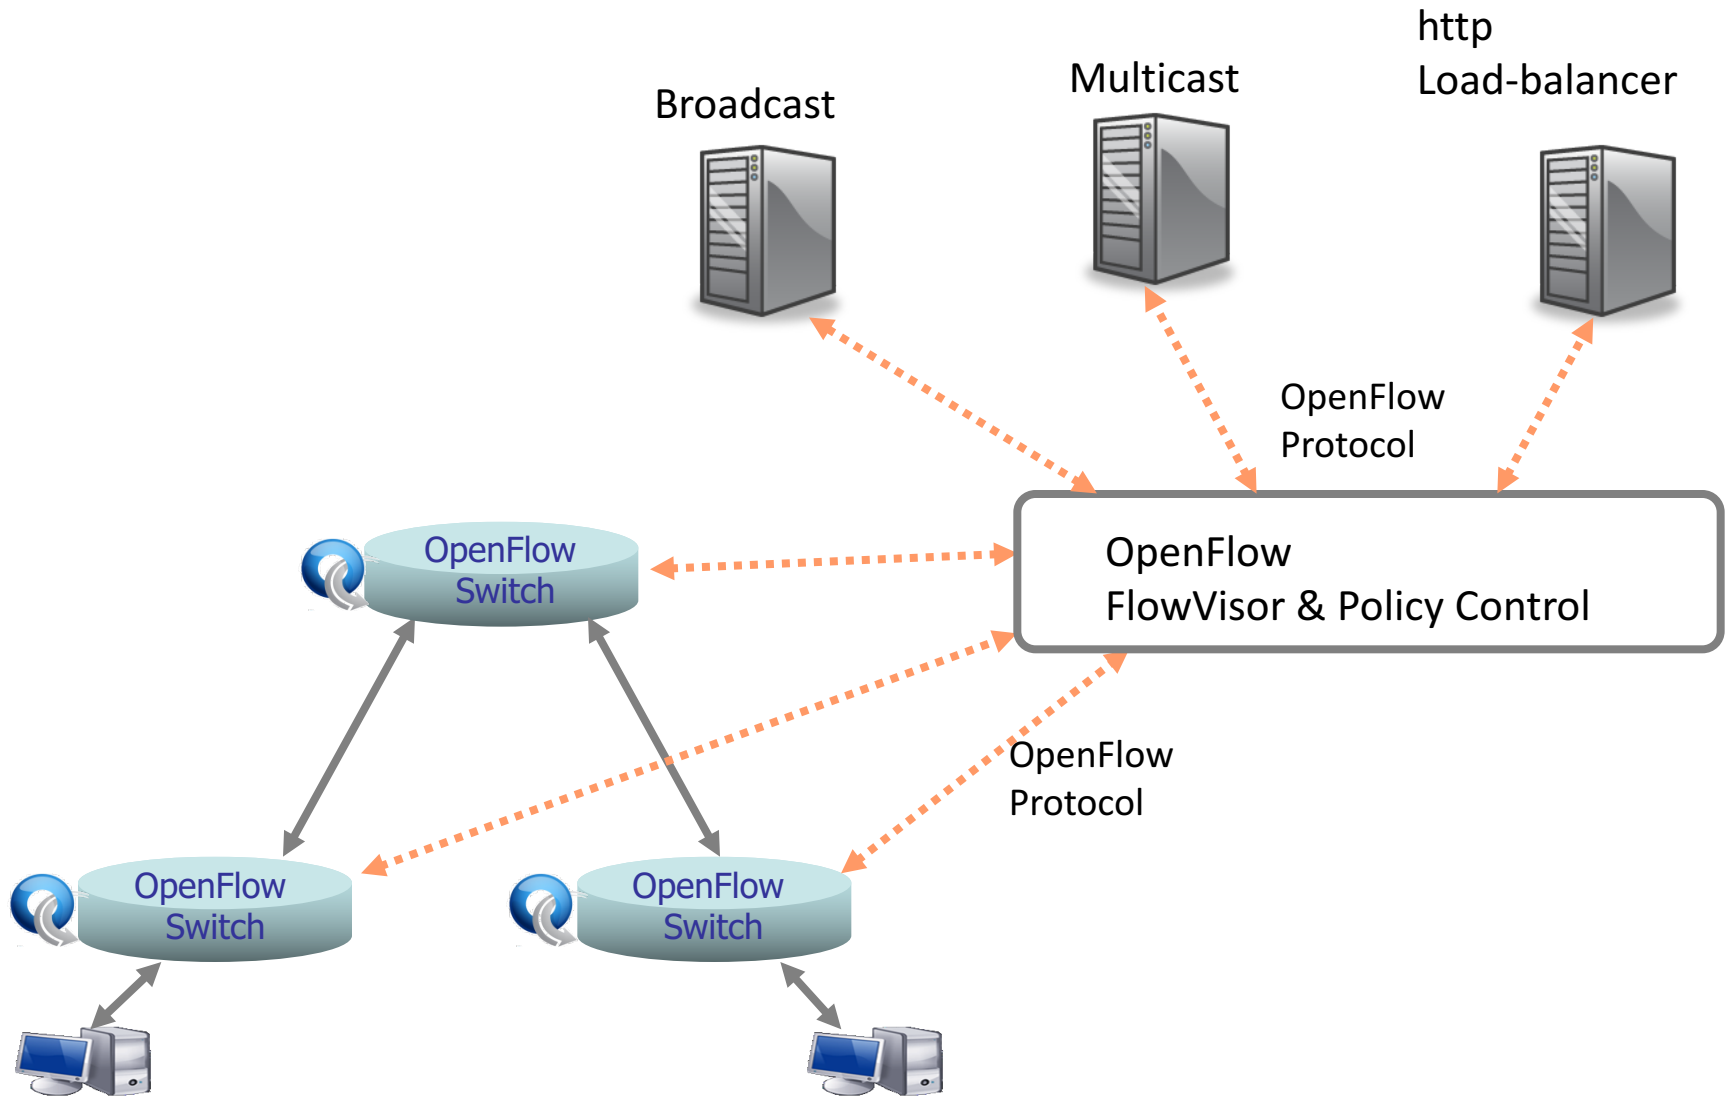 http
Load-balancer
Multicast
Broadcast
OpenFlow
Protocol
OpenFlow
FlowVisor & Policy Control
OpenFlow
Switch
OpenFlow
Protocol
OpenFlow
Switch
OpenFlow
Switch